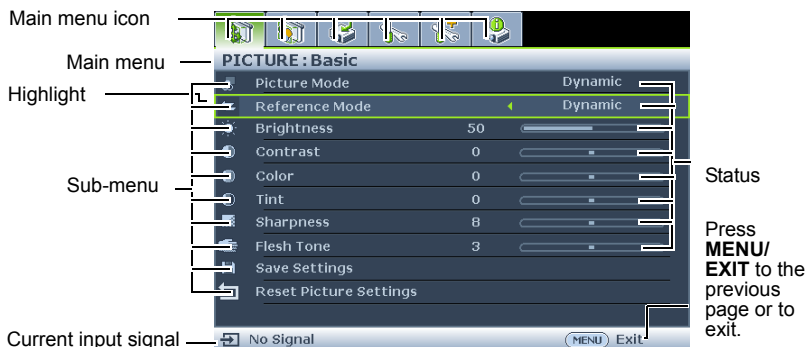 Main menu icon
Main menu
PICTURE : Basic
Highlight
Picture Mode Dynamic
Reference Mode Dynamic
Brightness 50
Contrast 0
Color 0
Tint 0
Sharpness 8
Flesh Tone 3
Save Settings
Reset Picture Settings
Sub-menu
Status
Press
MENU/
EXIT to the
previous
page or to
exit.
Current input signal
No Signal
MENU Exit